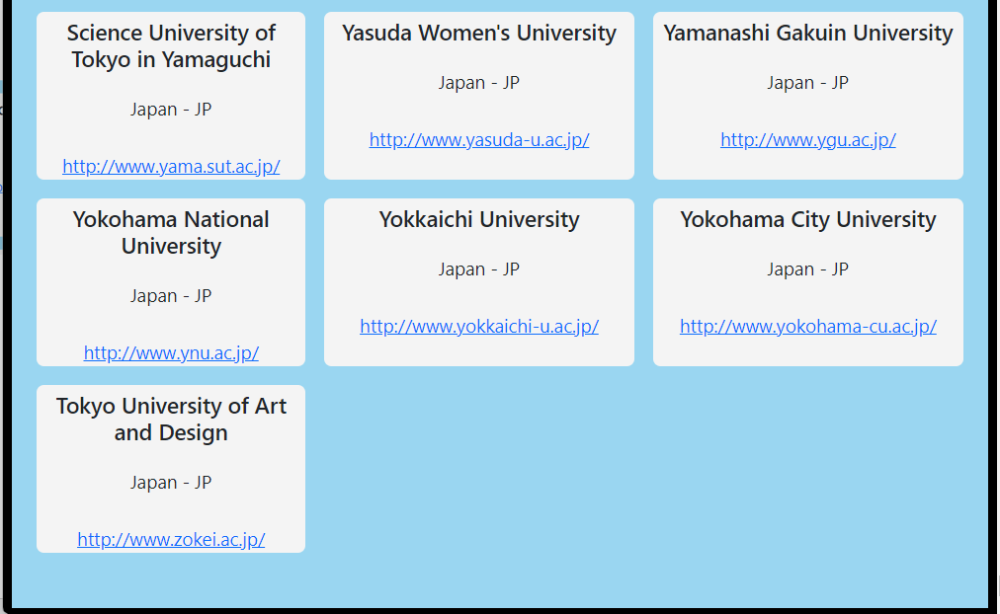 Science University of
Tokyo in Yamaguchi
Japan - JP
http://www.yama.sut.ac.jp/
Yasuda Women's University
Japan - JP
http://www.yasuda-u.ac.jp/
Yamanashi Gakuin University
Japan - JP
http://www.ygu.ac.jp/
Yokohama National
University
Japan - JP
http://www.ynu.ac.jp/
Yokkaichi University
Japan - JP
http://www.yokkaichi-u.ac.jp/
Yokohama City University
Japan - JP
http://www.yokohama-cu.ac.jp/
Tokyo University of Art
and Design
Japan - JP
http://www.zokei.ac.jp/